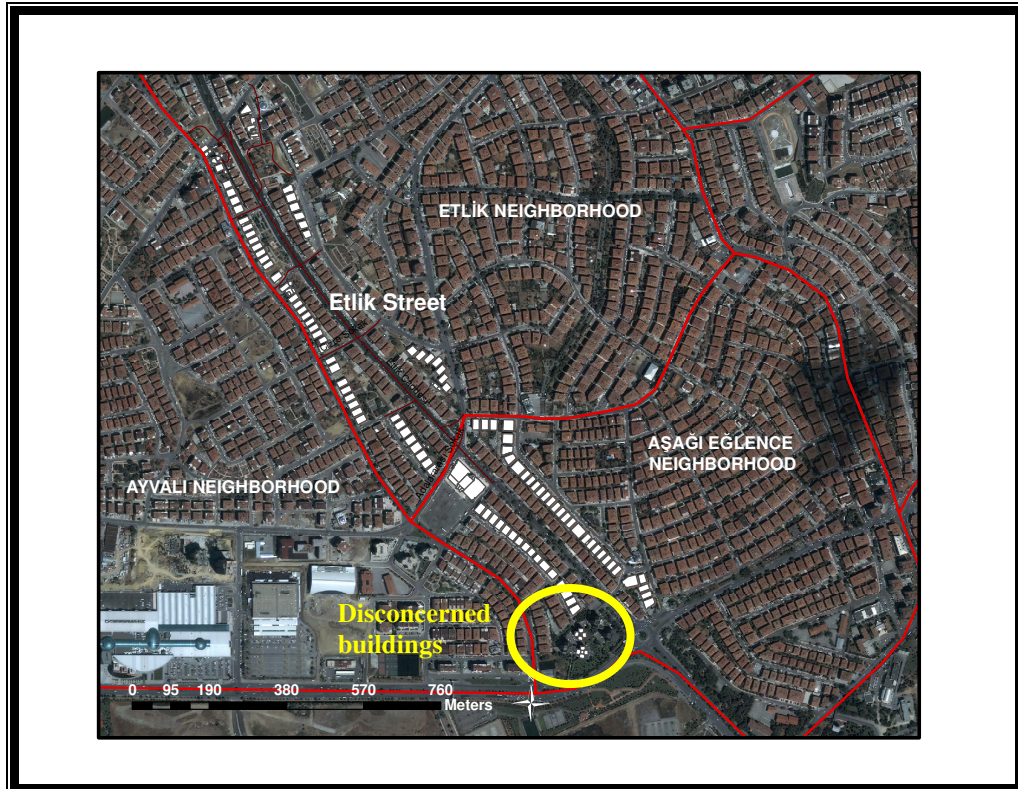 ETLİK NEIGHBORHOOD
Etlik Street
AŞAĞI EĞLENCE
NEIGHBORHOOD
AYVALI NEIGHBORHOOD
Disconcerned
buildings
0 95 190 380 570 760
Meters